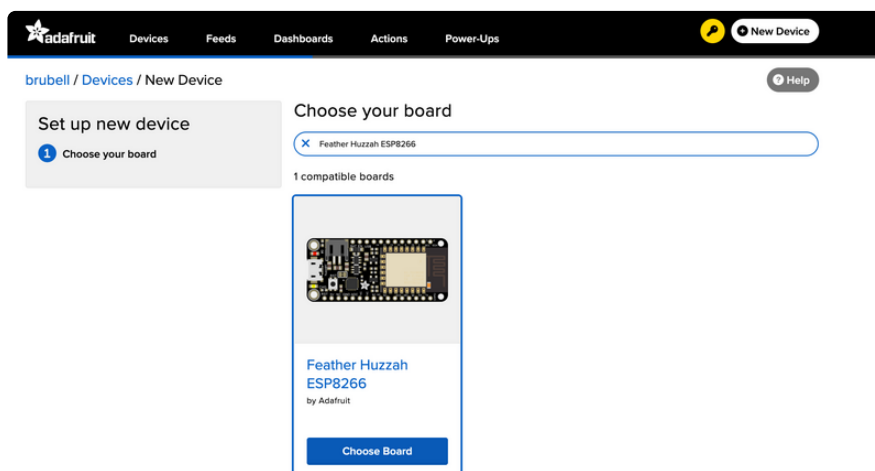 adafruit Devices Feeds Dashboards Actions Power-Ups New Device
brubell / Devices / New Device
? Help
Set up new device
1 Choose your board
Choose your board
Feather Huzzah ESP8266
1 compatible boards
Feather Huzzah
ESP8266
by Adafruit
Choose Board